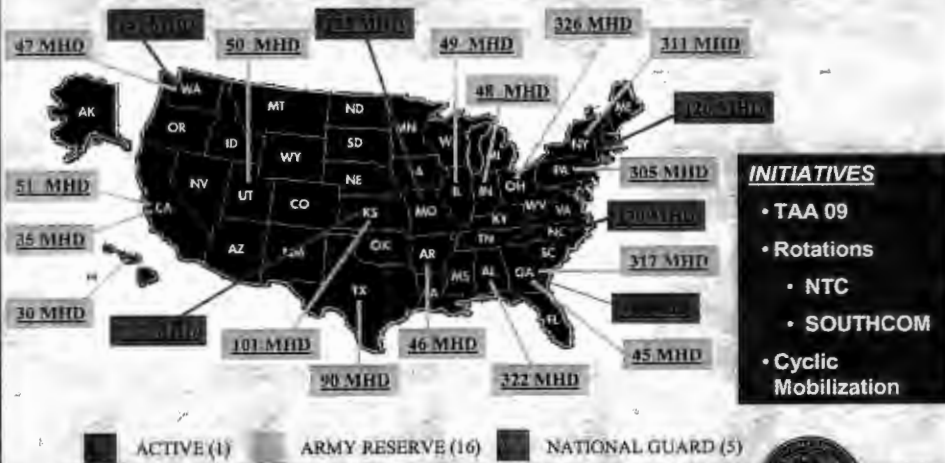 326 MHD
47 MHD
50 MHD
49 MHD
311 MHD
48 MHD
AK
WA
MT
ND
OR
ID
SD
WY
NY
126 MHD
NE
PA
305 MHD
INITIATIVES
• TAA 09
• Rotations
• NTC
• SOUTHCOM
• Cyclic
Mobilization
NV
UT
CO
IL
IN
OH
WV
VA
51 MHD
CA
KS
MO
KY
NC
35 MHD
AZ
OK
AR
TN
SC
317 MHD
MS
AL
GA
30 MHD
TX
FL
101 MHD
46 MHD
45 MHD
90 MHD
322 MHD
ACTIVE (1)
ARMY RESERVE (16)
NATIONAL GUARD (5)